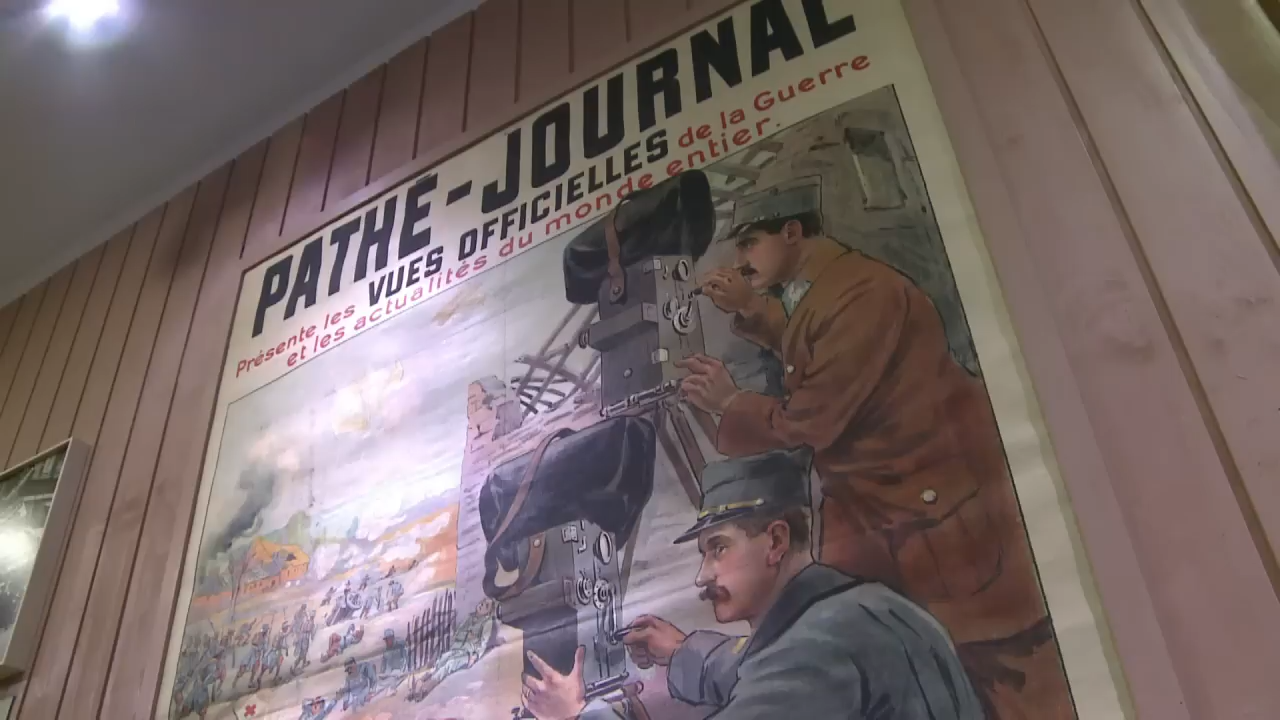 PATHÉ-JOURNAL
Présente les VUES OFFICIELLES de la Guerre
et les actualités du monde entier.